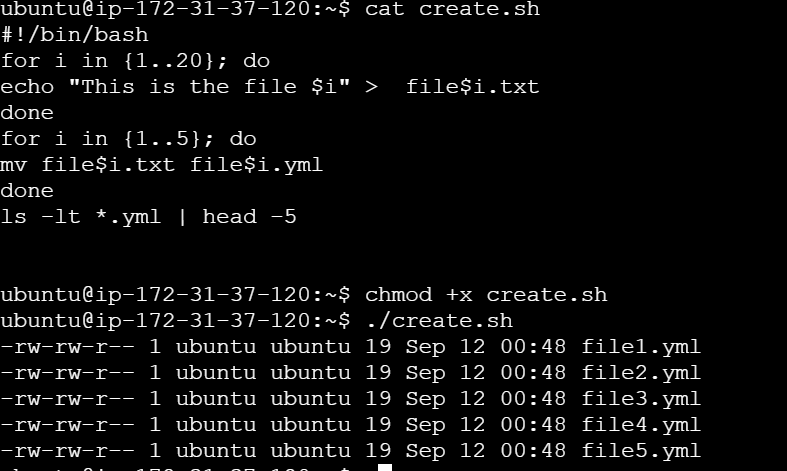 ubuntu@ip-172-31-37-120:~$ cat create.sh
#!/bin/bash
for i in {1..20}; do
echo "This is the file $i" >  file$i.txt
done
for i in {1..5}; do
mv file$i.txt file$i.yml
done
ls -lt *.yml | head -5
ubuntu@ip-172-31-37-120:~$ chmod +x create.sh
ubuntu@ip-172-31-37-120:~$ ./create.sh
-rw-rw-r-- 1 ubuntu ubuntu 19 Sep 12 00:48 file1.yml
-rw-rw-r-- 1 ubuntu ubuntu 19 Sep 12 00:48 file2.yml
-rw-rw-r-- 1 ubuntu ubuntu 19 Sep 12 00:48 file3.yml
-rw-rw-r-- 1 ubuntu ubuntu 19 Sep 12 00:48 file4.yml
-rw-rw-r-- 1 ubuntu ubuntu 19 Sep 12 00:48 file5.yml